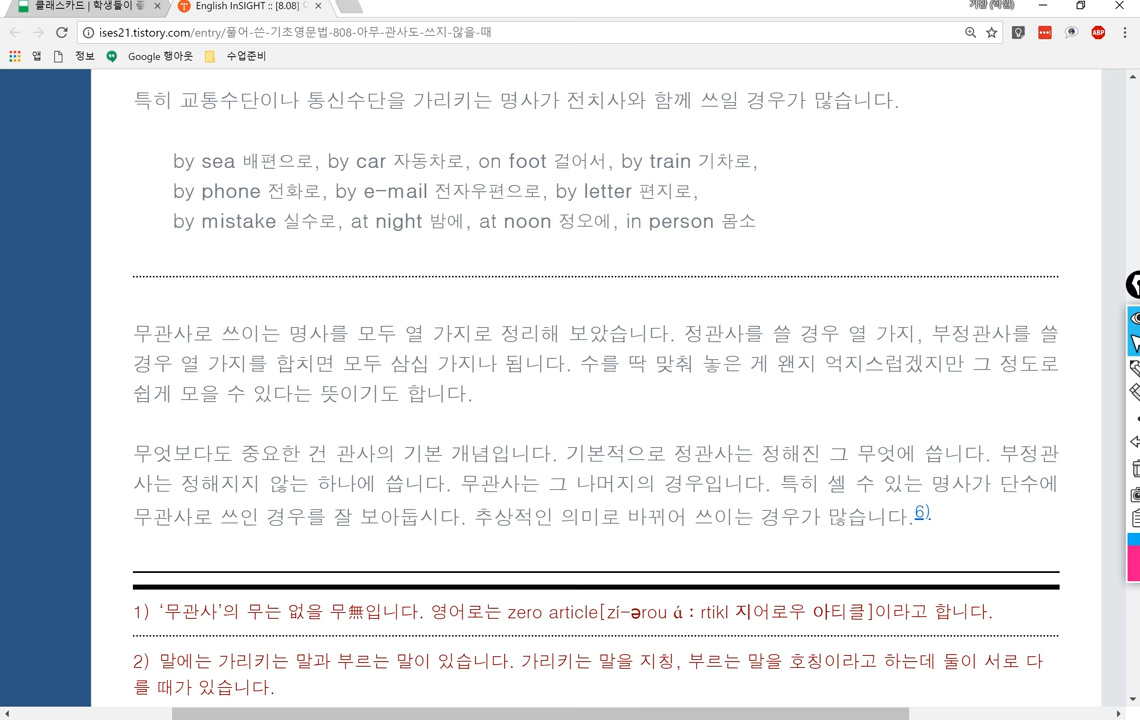 클래스카드 | 학생들이
English InSIGHT :: [8.08]
ises21.tistory.com/entry/풀어-쓴-기초영문법-808-아무-관사도-쓰지-않을-때
ABP
앱 정보 Google 행아웃 수업준비
특히 교통수단이나 통신수단을 가리키는 명사가 전치사와 함께 쓰일 경우가 많습니다.
by sea 배편으로, by car 자동차로, on foot 걸어서, by train 기차로,
by phone 전화로, by e-mail 전자우편으로, by letter 편지로,
by mistake 실수로, at night 밤에, at noon 정오에, in person 몸소
무관사로 쓰이는 명사를 모두 열 가지로 정리해 보았습니다. 정관사를 쓸 경우 열 가지, 부정관사를 쓸
경우 열 가지를 합치면 모두 삼십 가지나 됩니다. 수를 딱 맞춰 놓은 게 왠지 억지스럽겠지만 그 정도로
쉽게 모을 수 있다는 뜻이기도 합니다.
무엇보다도 중요한 건 관사의 기본 개념입니다. 기본적으로 정관사는 정해진 그 무엇에 씁니다. 부정관
사는 정해지지 않는 하나에 씁니다. 무관사는 그 나머지의 경우입니다. 특히 셀 수 있는 명사가 단수에
무관사로 쓰인 경우를 잘 보아둡시다. 추상적인 의미로 바뀌어 쓰이는 경우가 많습니다.6)
1) ‘무관사’의 무는 없을 무無입니다. 영어로는 zero article[zí-ərou ά : rtikl 지어로우 아티클]이라고 합니다.
2) 말에는 가리키는 말과 부르는 말이 있습니다. 가리키는 말을 지칭, 부르는 말을 호칭이라고 하는데 둘이 서로 다
를 때가 있습니다.